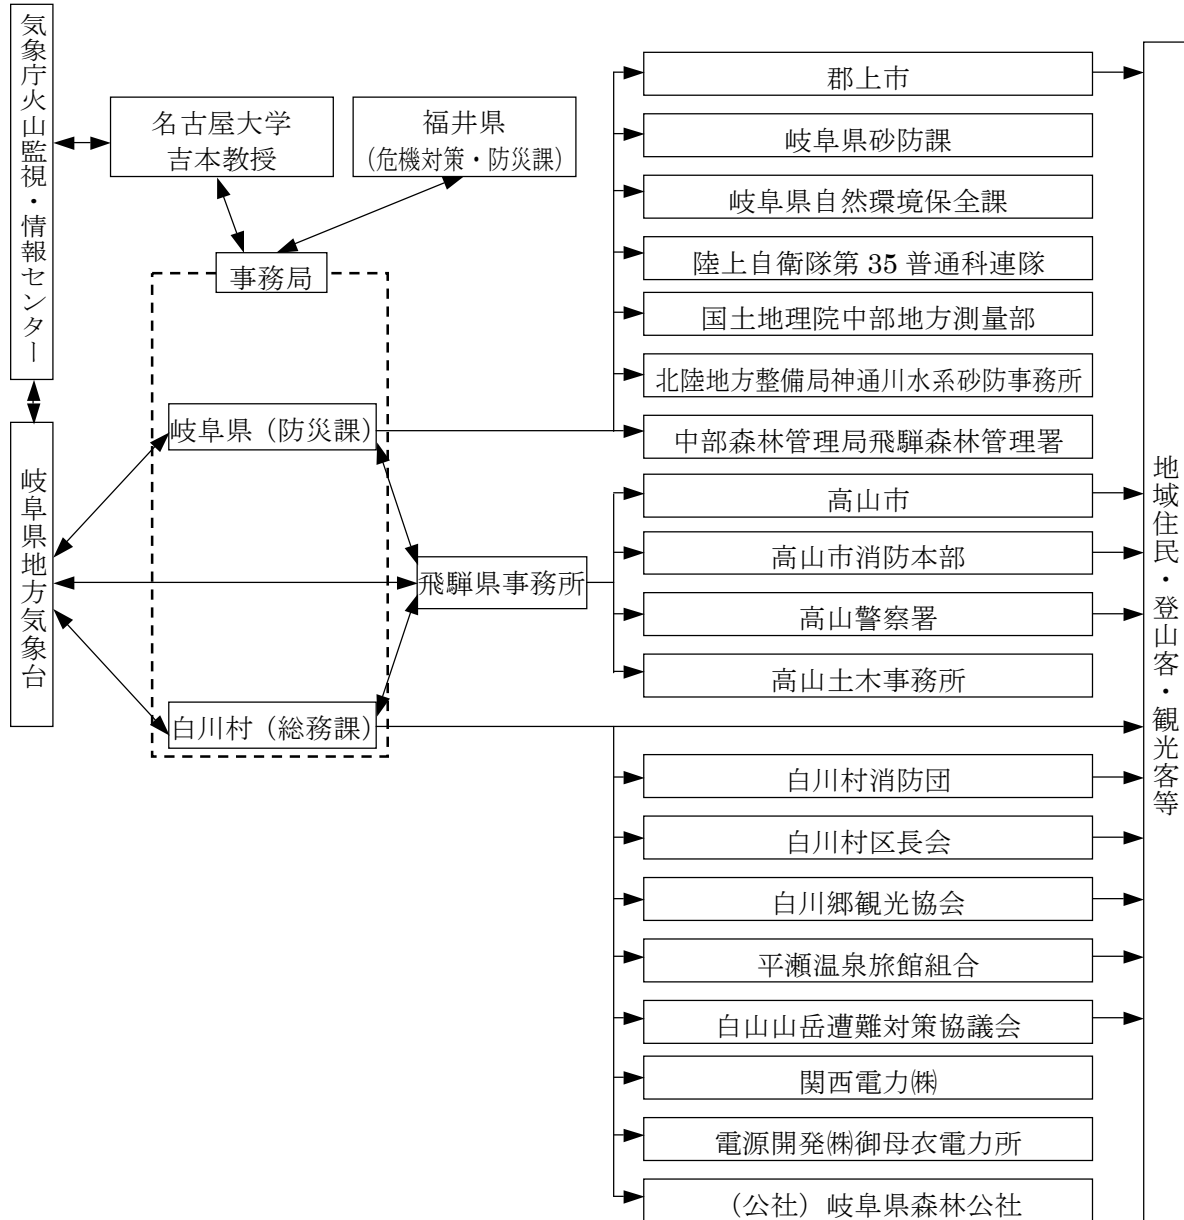 気象庁火山監視・情報センター
岐阜県地方気象台
名古屋大学
吉本教授
福井県
（危機対策・防災課）
事務局
岐阜県（防災課）
飛騨県事務所
白川村（総務課）
郡上市
岐阜県砂防課
岐阜県自然環境保全課
陸上自衛隊第 35 普通科連隊
国土地理院中部地方測量部
北陸地方整備局神通川水系砂防事務所
中部森林管理局飛騨森林管理署
高山市
高山市消防本部
高山警察署
高山土木事務所
白川村消防団
白川村区長会
白川郷観光協会
平瀬温泉旅館組合
白山山岳遭難対策協議会
関西電力㈱
電源開発㈱御母衣電力所
（公社）岐阜県森林公社
地域住民・登山客・観光客等